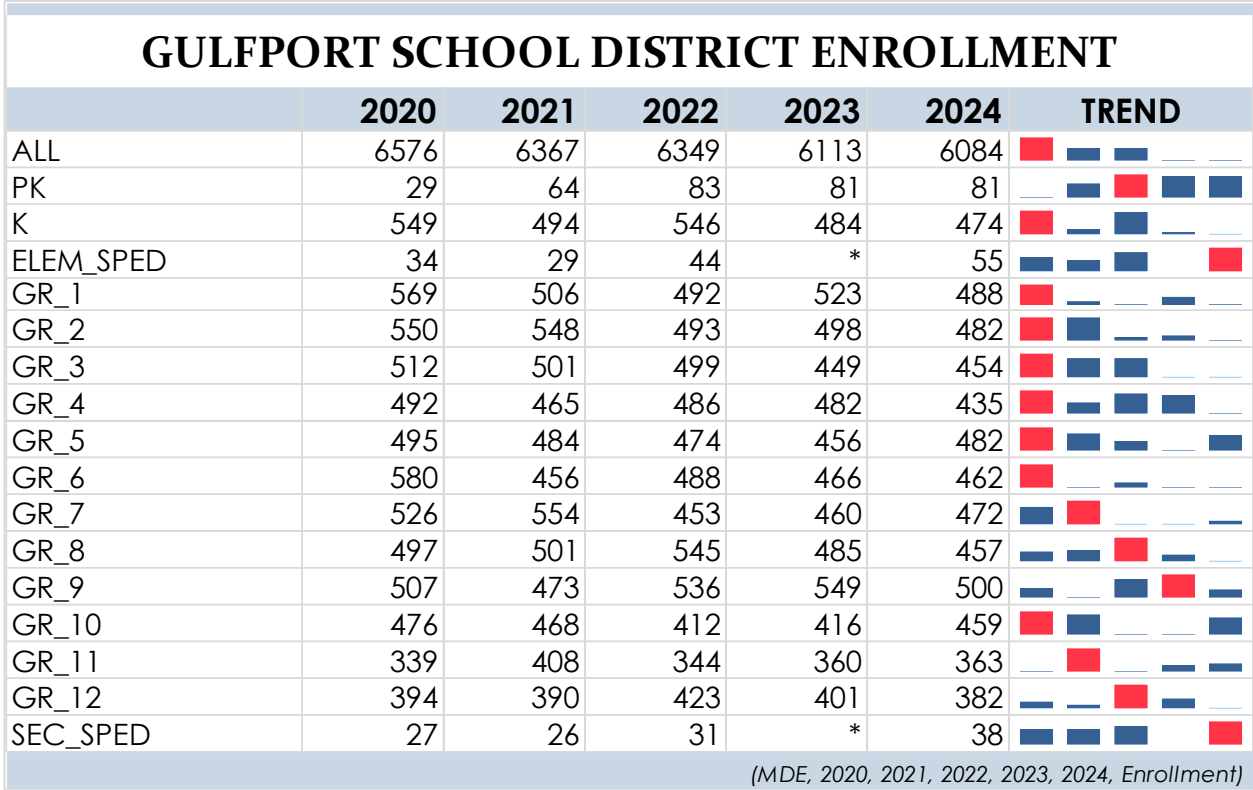 GULFPORT SCHOOL DISTRICT ENROLLMENT
2020 2021 2022 2023 2024 TREND
ALL 6576 6367 6349 6113 6084
PK 29 64 83 81 81
K 549 494 546 484 474
ELEM_SPED 34 29 44 * 55
GR_1 569 506 492 523 488
GR_2 550 548 493 498 482
GR_3 512 501 499 449 454
GR_4 492 465 486 482 435
GR_5 495 484 474 456 482
GR_6 580 456 488 466 462
GR_7 526 554 453 460 472
GR_8 497 501 545 485 457
GR_9 507 473 536 549 500
GR_10 476 468 412 416 459
GR_11 339 408 344 360 363
GR_12 394 390 423 401 382
SEC_SPED 27 26 31 * 38
(MDE, 2020, 2021, 2022, 2023, 2024, Enrollment)